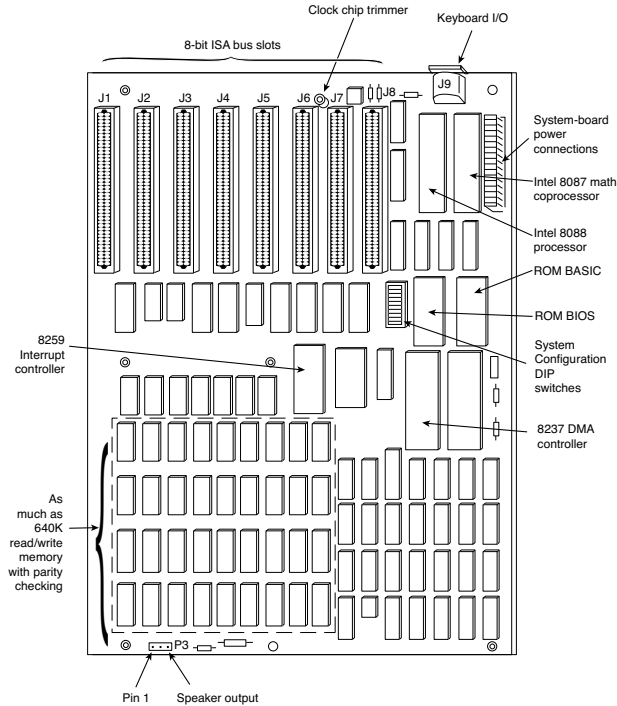 Clock chip trimmer
Keyboard I/O
8-bit ISA bus slots
J1
J2
J3
J4
J5
J6
J7
J8
J9
System-board
power
connections
Intel 8087 math
coprocessor
Intel 8088
processor
ROM BASIC
ROM BIOS
System
Configuration
DIP
switches
8259
Interrupt
controller
8237 DMA
controller
As
much as
640K
read/write
memory
with parity
checking
P3
Pin 1
Speaker output